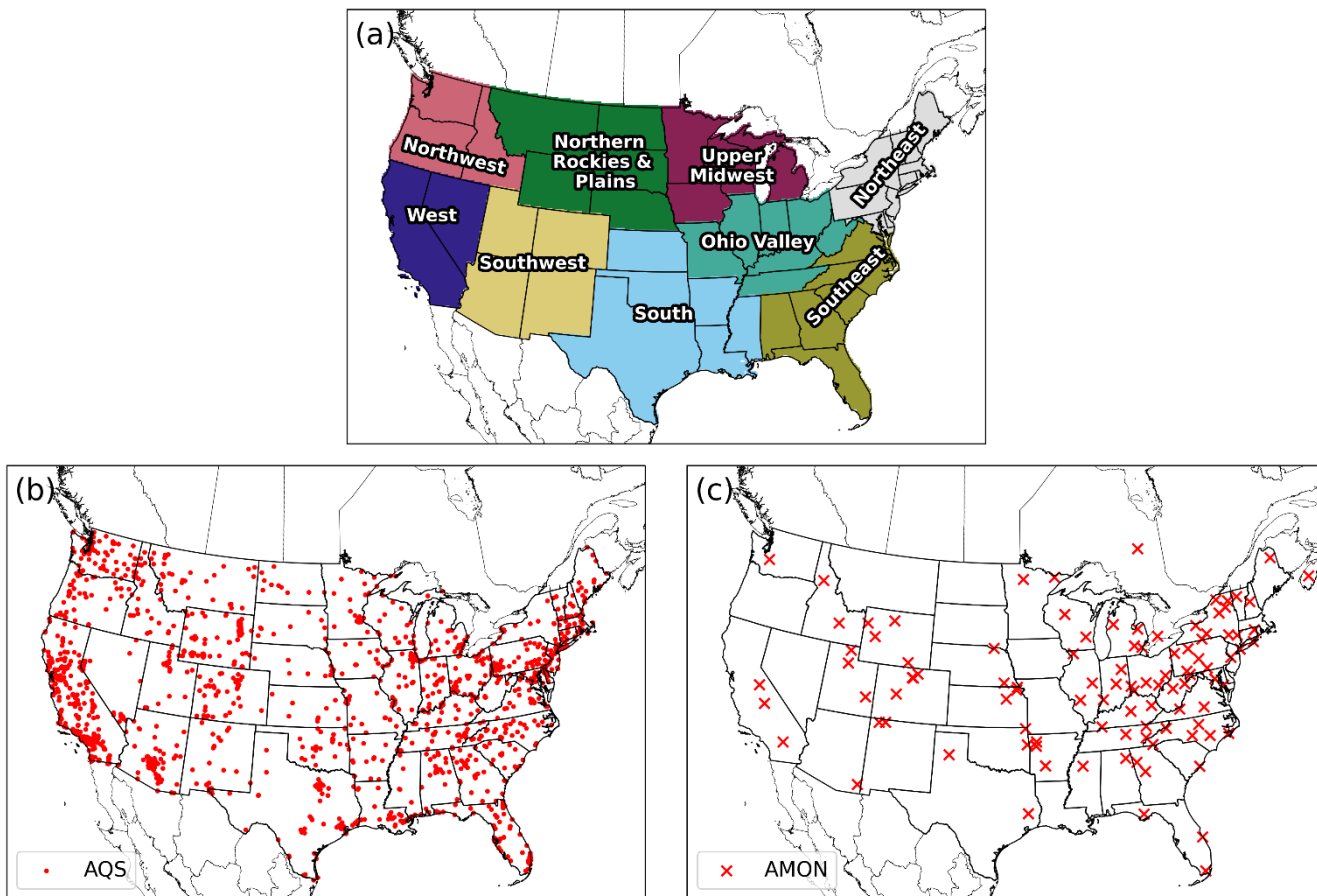 (a)
Northwest
Northern
Rockies &
Plains
Upper
Midwest
Northeast
West
Southwest
Ohio Valley
South
Southeast
(b)
AQS
(c)
AMON